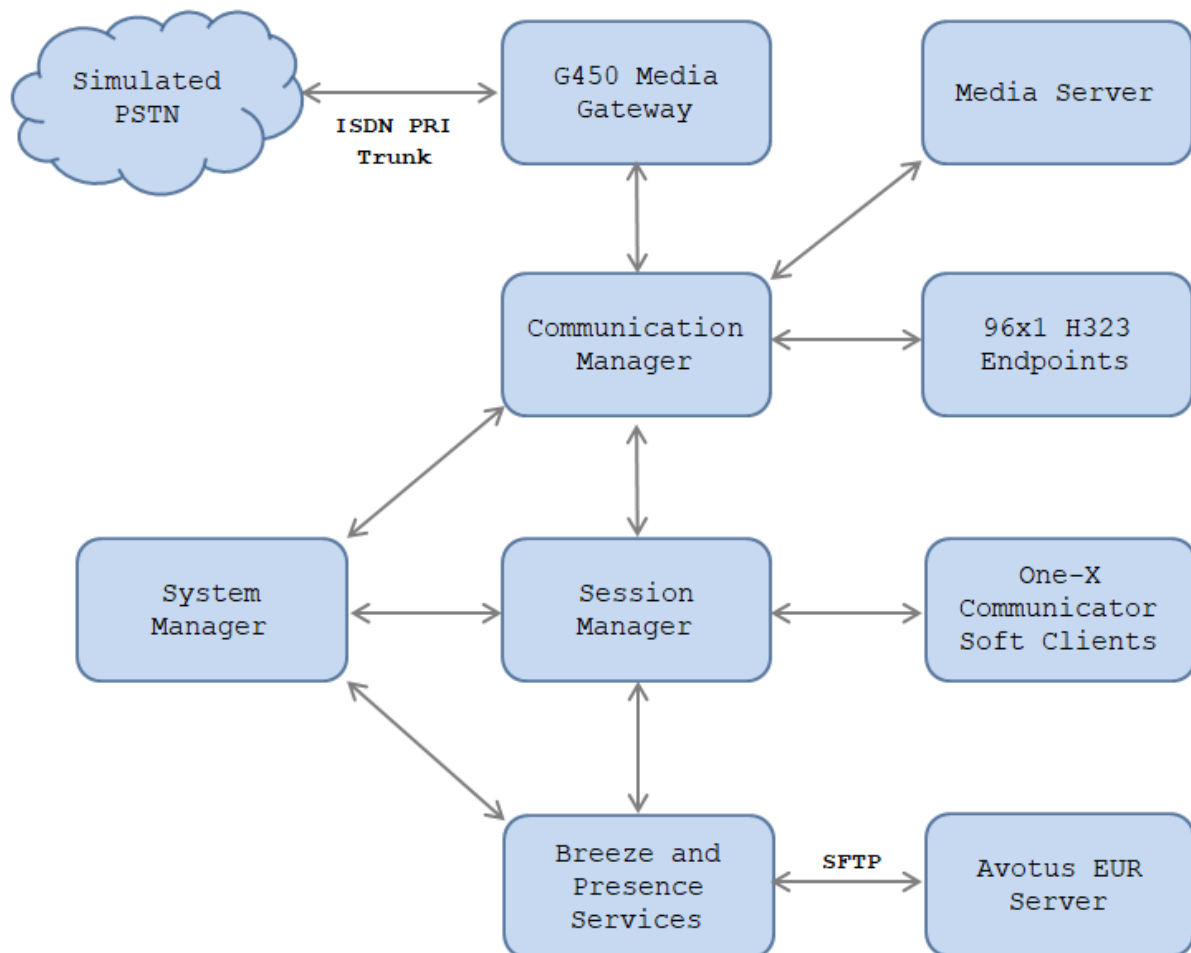 Simulated
PSTN
ISDN PRI
Trunk
G450 Media
Gateway
Media Server
Communication
Manager
96x1 H323
Endpoints
System
Manager
Session
Manager
One-X
Communicator
Soft Clients
Breeze and
Presence
Services
SFTP
Avotus EUR
Server